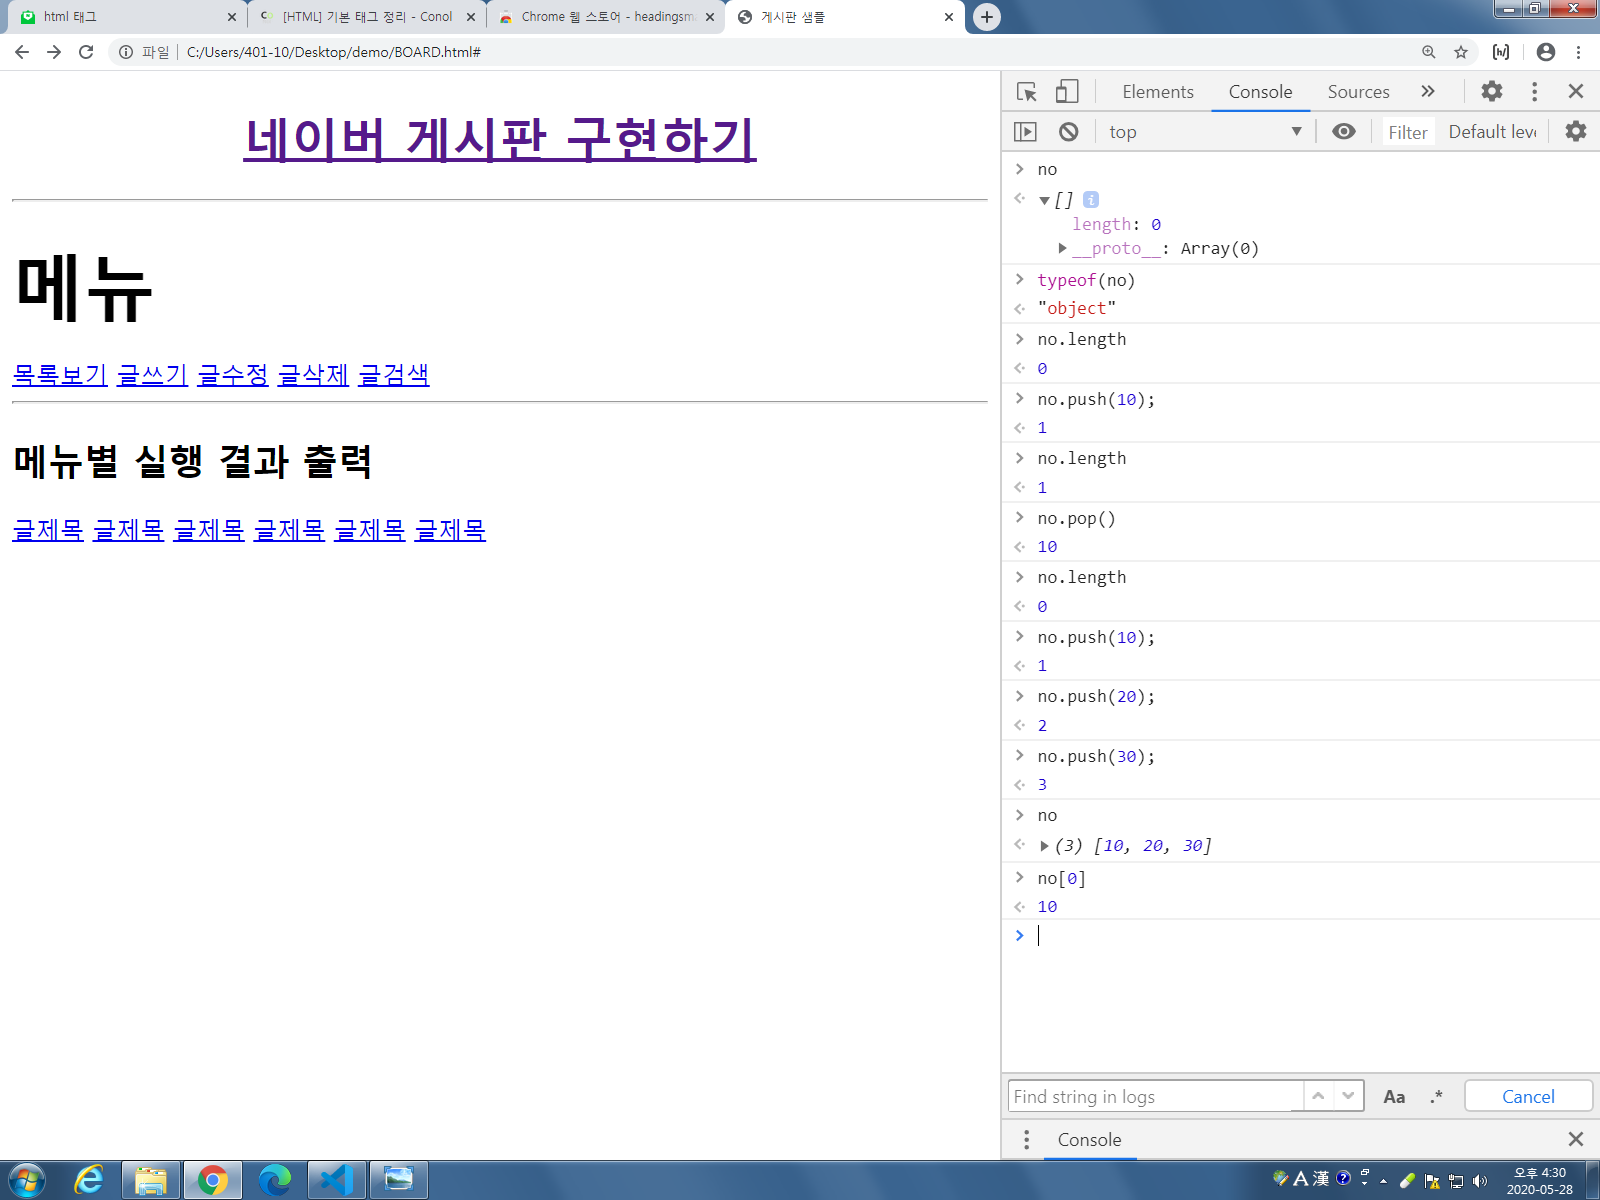 html 태그
[HTML] 기본 태그 정리 - Conol
Chrome 웹 스토어 - headingsm
게시판 샘플
파일 C:/Users/401-10/Desktop/demo/BOARD.html#
네이버 게시판 구현하기
메뉴
목록보기 글쓰기 글수정 글삭제 글검색
메뉴별 실행 결과 출력
글제목 글제목 글제목 글제목 글제목 글제목
Elements Console Sources »
top Filter Default leve
> no
[] i
length: 0
__proto__: Array(0)
> typeof(no)
"object"
> no.length
0
> no.push(10);
1
> no.length
1
> no.pop()
10
> no.length
0
> no.push(10);
1
> no.push(20);
2
> no.push(30);
3
> no
(3) [10, 20, 30]
> no[0]
10
>
Find string in logs Aa .* Cancel
Console
A 漢
오후 4:30
2020-05-28